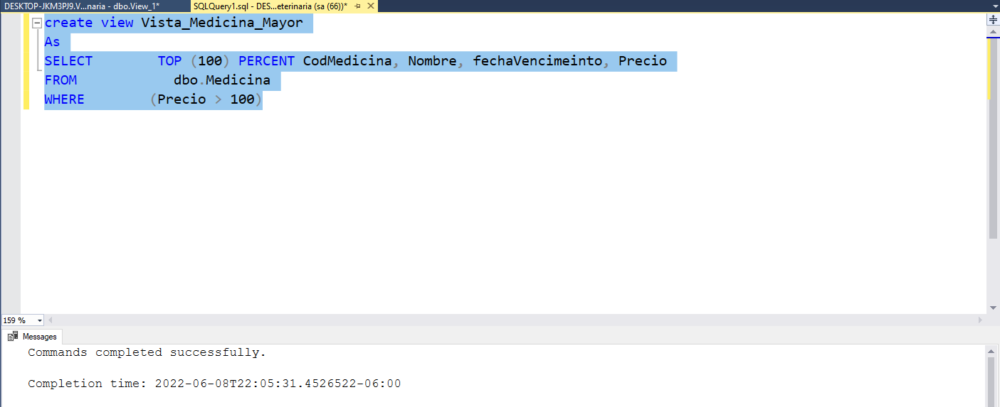 DESKTOP-JKM3PJ9.V...naria - dbo.View_1*
SQLQuery1.sql - DES...eterinaria (sa (66))*
create view Vista_Medicina_Mayor
As
SELECT TOP (100) PERCENT CodMedicina, Nombre, fechaVencimeinto, Precio
FROM dbo.Medicina
WHERE (Precio > 100)
159 %
Messages
Commands completed successfully.
Completion time: 2022-06-08T22:05:31.4526522-06:00